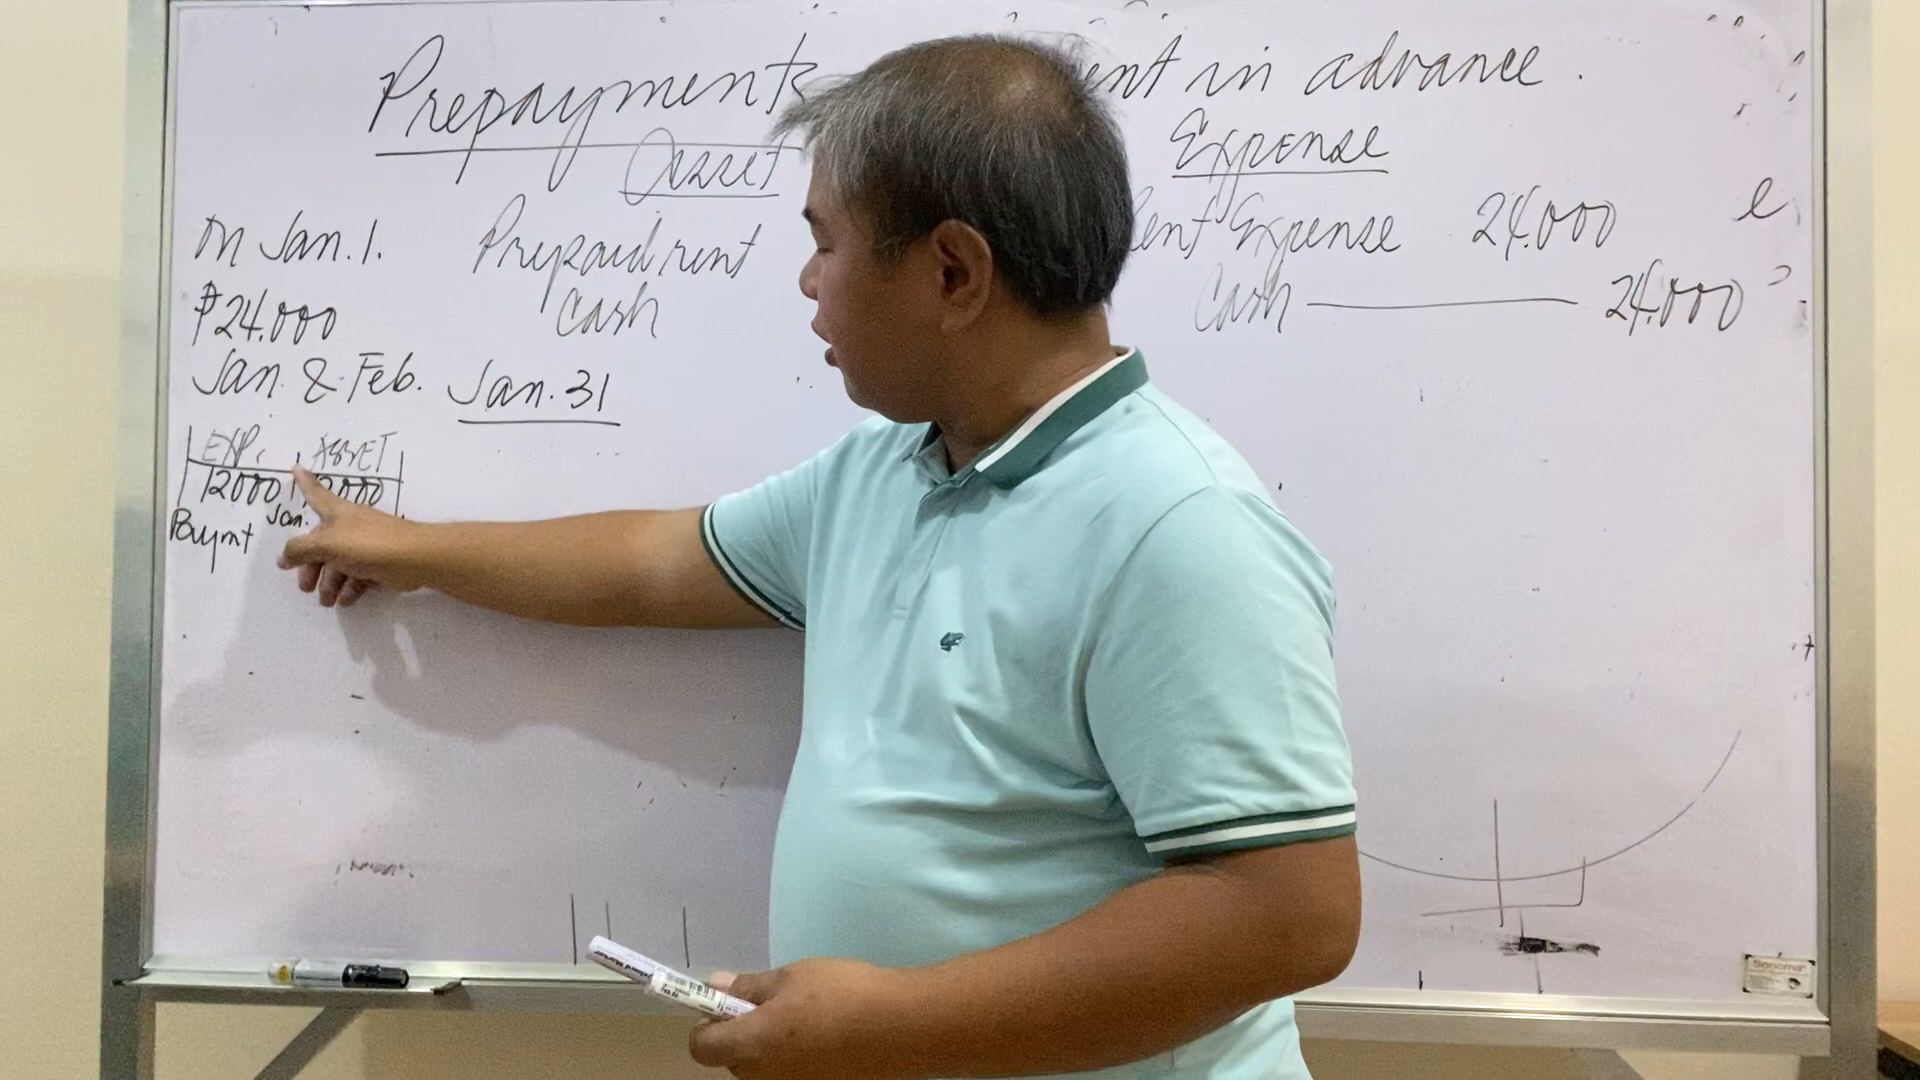 Prepayments ent in advance.
Asset Expense
On Jan. 1. Prepaid rent ent Expense 24.000
₱24.000 Cash Cash 24.000
Jan. & Feb. Jan. 31
EXP. ASSET
12000 12000
Paymt Jan.
Sonoma